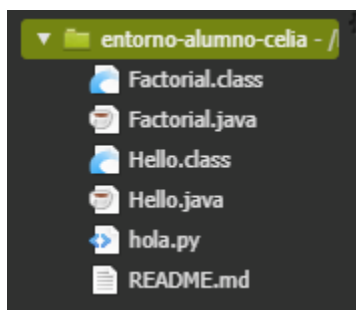 entorno-alumno-celia - /
Factorial.class
Factorial.java
Hello.class
Hello.java
hola.py
README.md